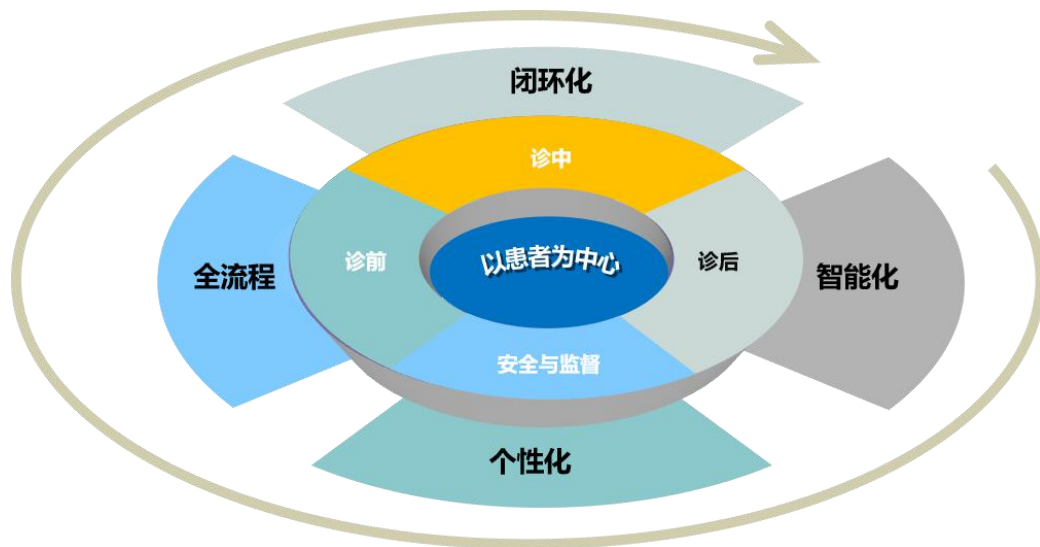 闭环化
诊中
全流程
诊前
以患者为中心
诊后
智能化
安全与监督
个性化